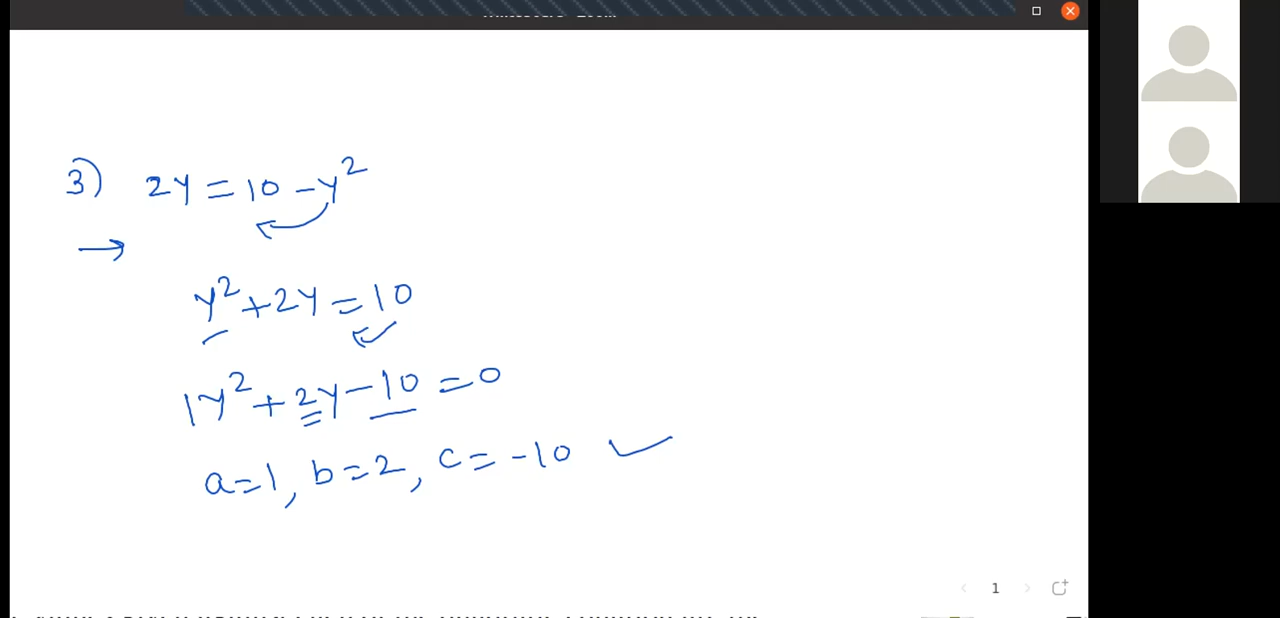 3) 2y = 10 - y²
→
y² + 2y = 10
1y² + 2y - 10 = 0
a = 1, b = 2, c = -10 ✓
1